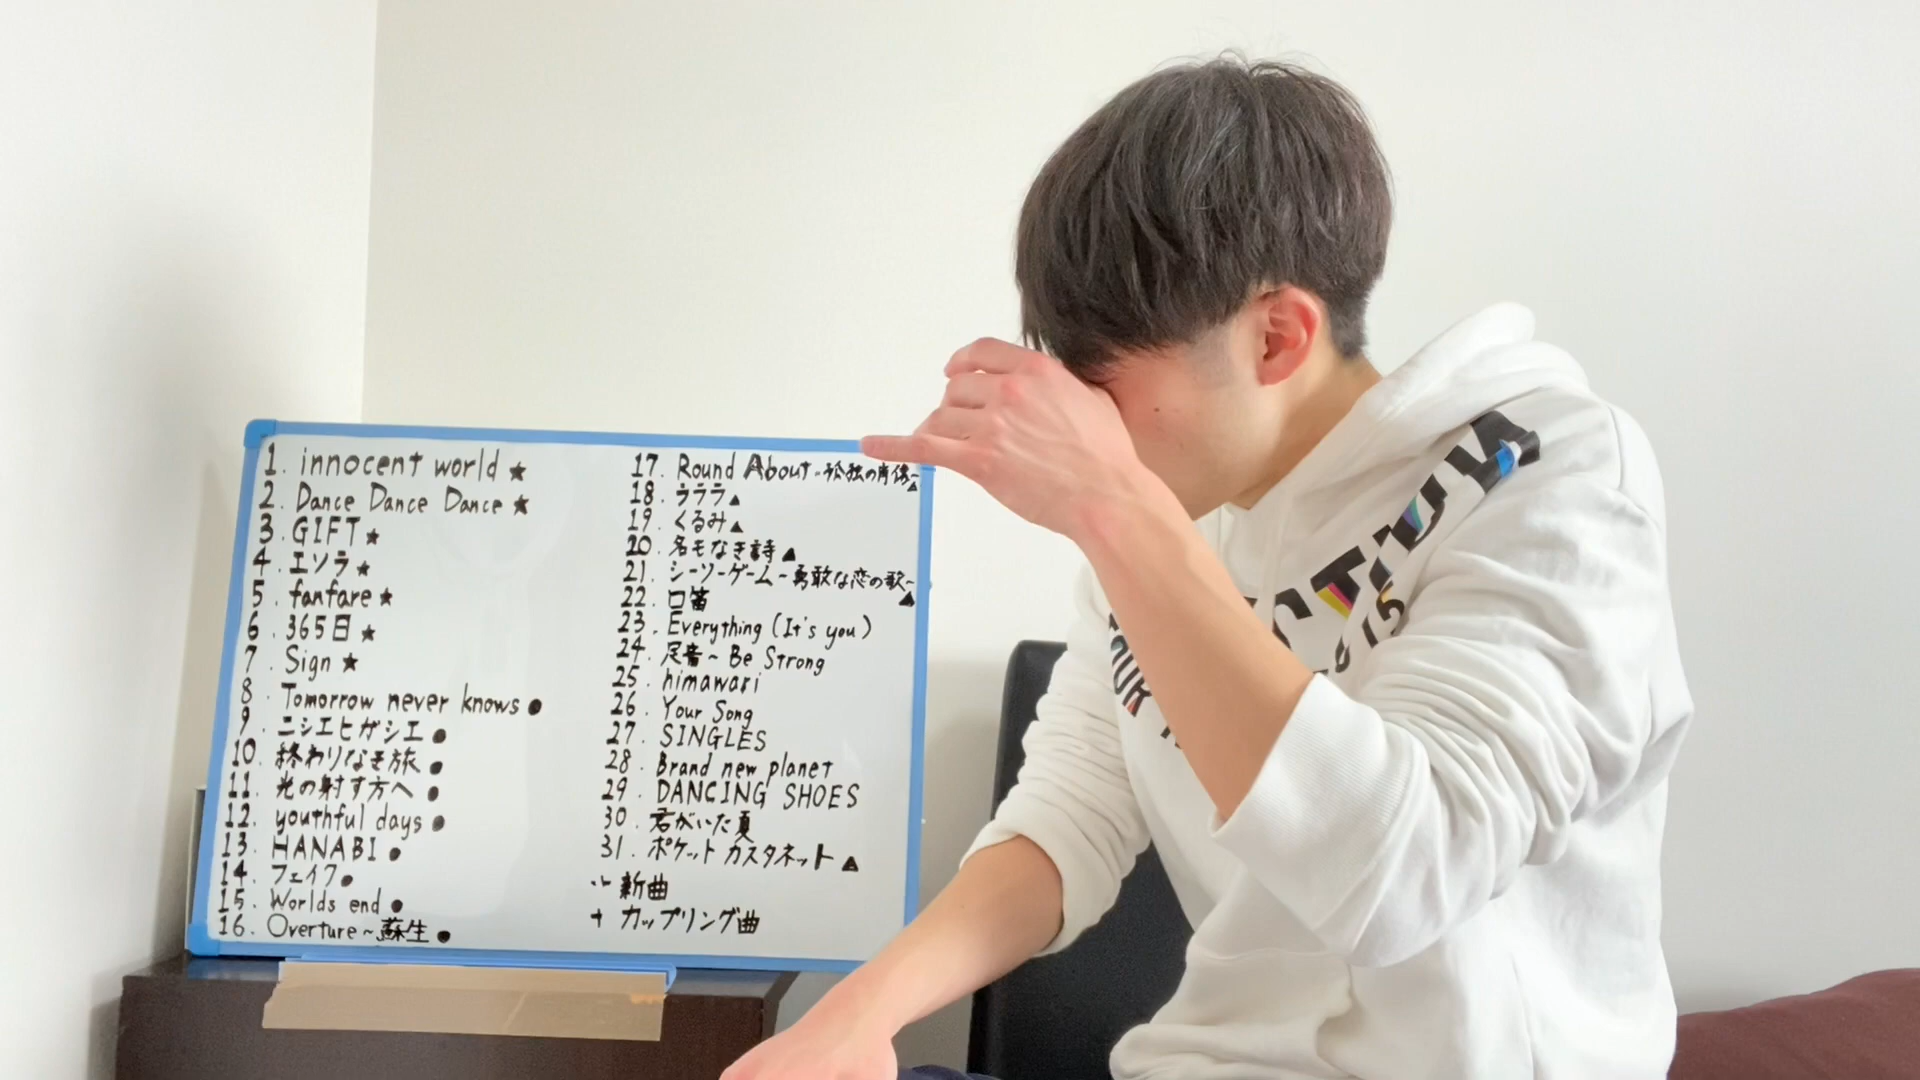 1. innocent world ★
2. Dance Dance Dance ★
3. GIFT ★
4. エソラ ★
5. fanfare ★
6. 365日 ★
7. Sign ★
8. Tomorrow never knows ●
9. ニシエヒガシエ ●
10. 終わりなき旅 ●
11. 光の射す方へ ●
12. youthful days ●
13. HANABI ●
14. フェイク ●
15. Worlds end ●
16. Overture~蘇生 ●
17. Round About -孤独の肖像- ▲
18. ラララ ▲
19. くるみ ▲
20. 名もなき詩 ▲
21. シーソーゲーム~勇敢な恋の歌~ ▲
22. 口笛
23. Everything (It's you)
24. 足音~Be Strong
25. himawari
26. Your Song
27. SINGLES
28. Brand new planet
29. DANCING SHOES
30. 君がいた夏
31. ポケット カスタネット ▲
新曲
+ カップリング曲